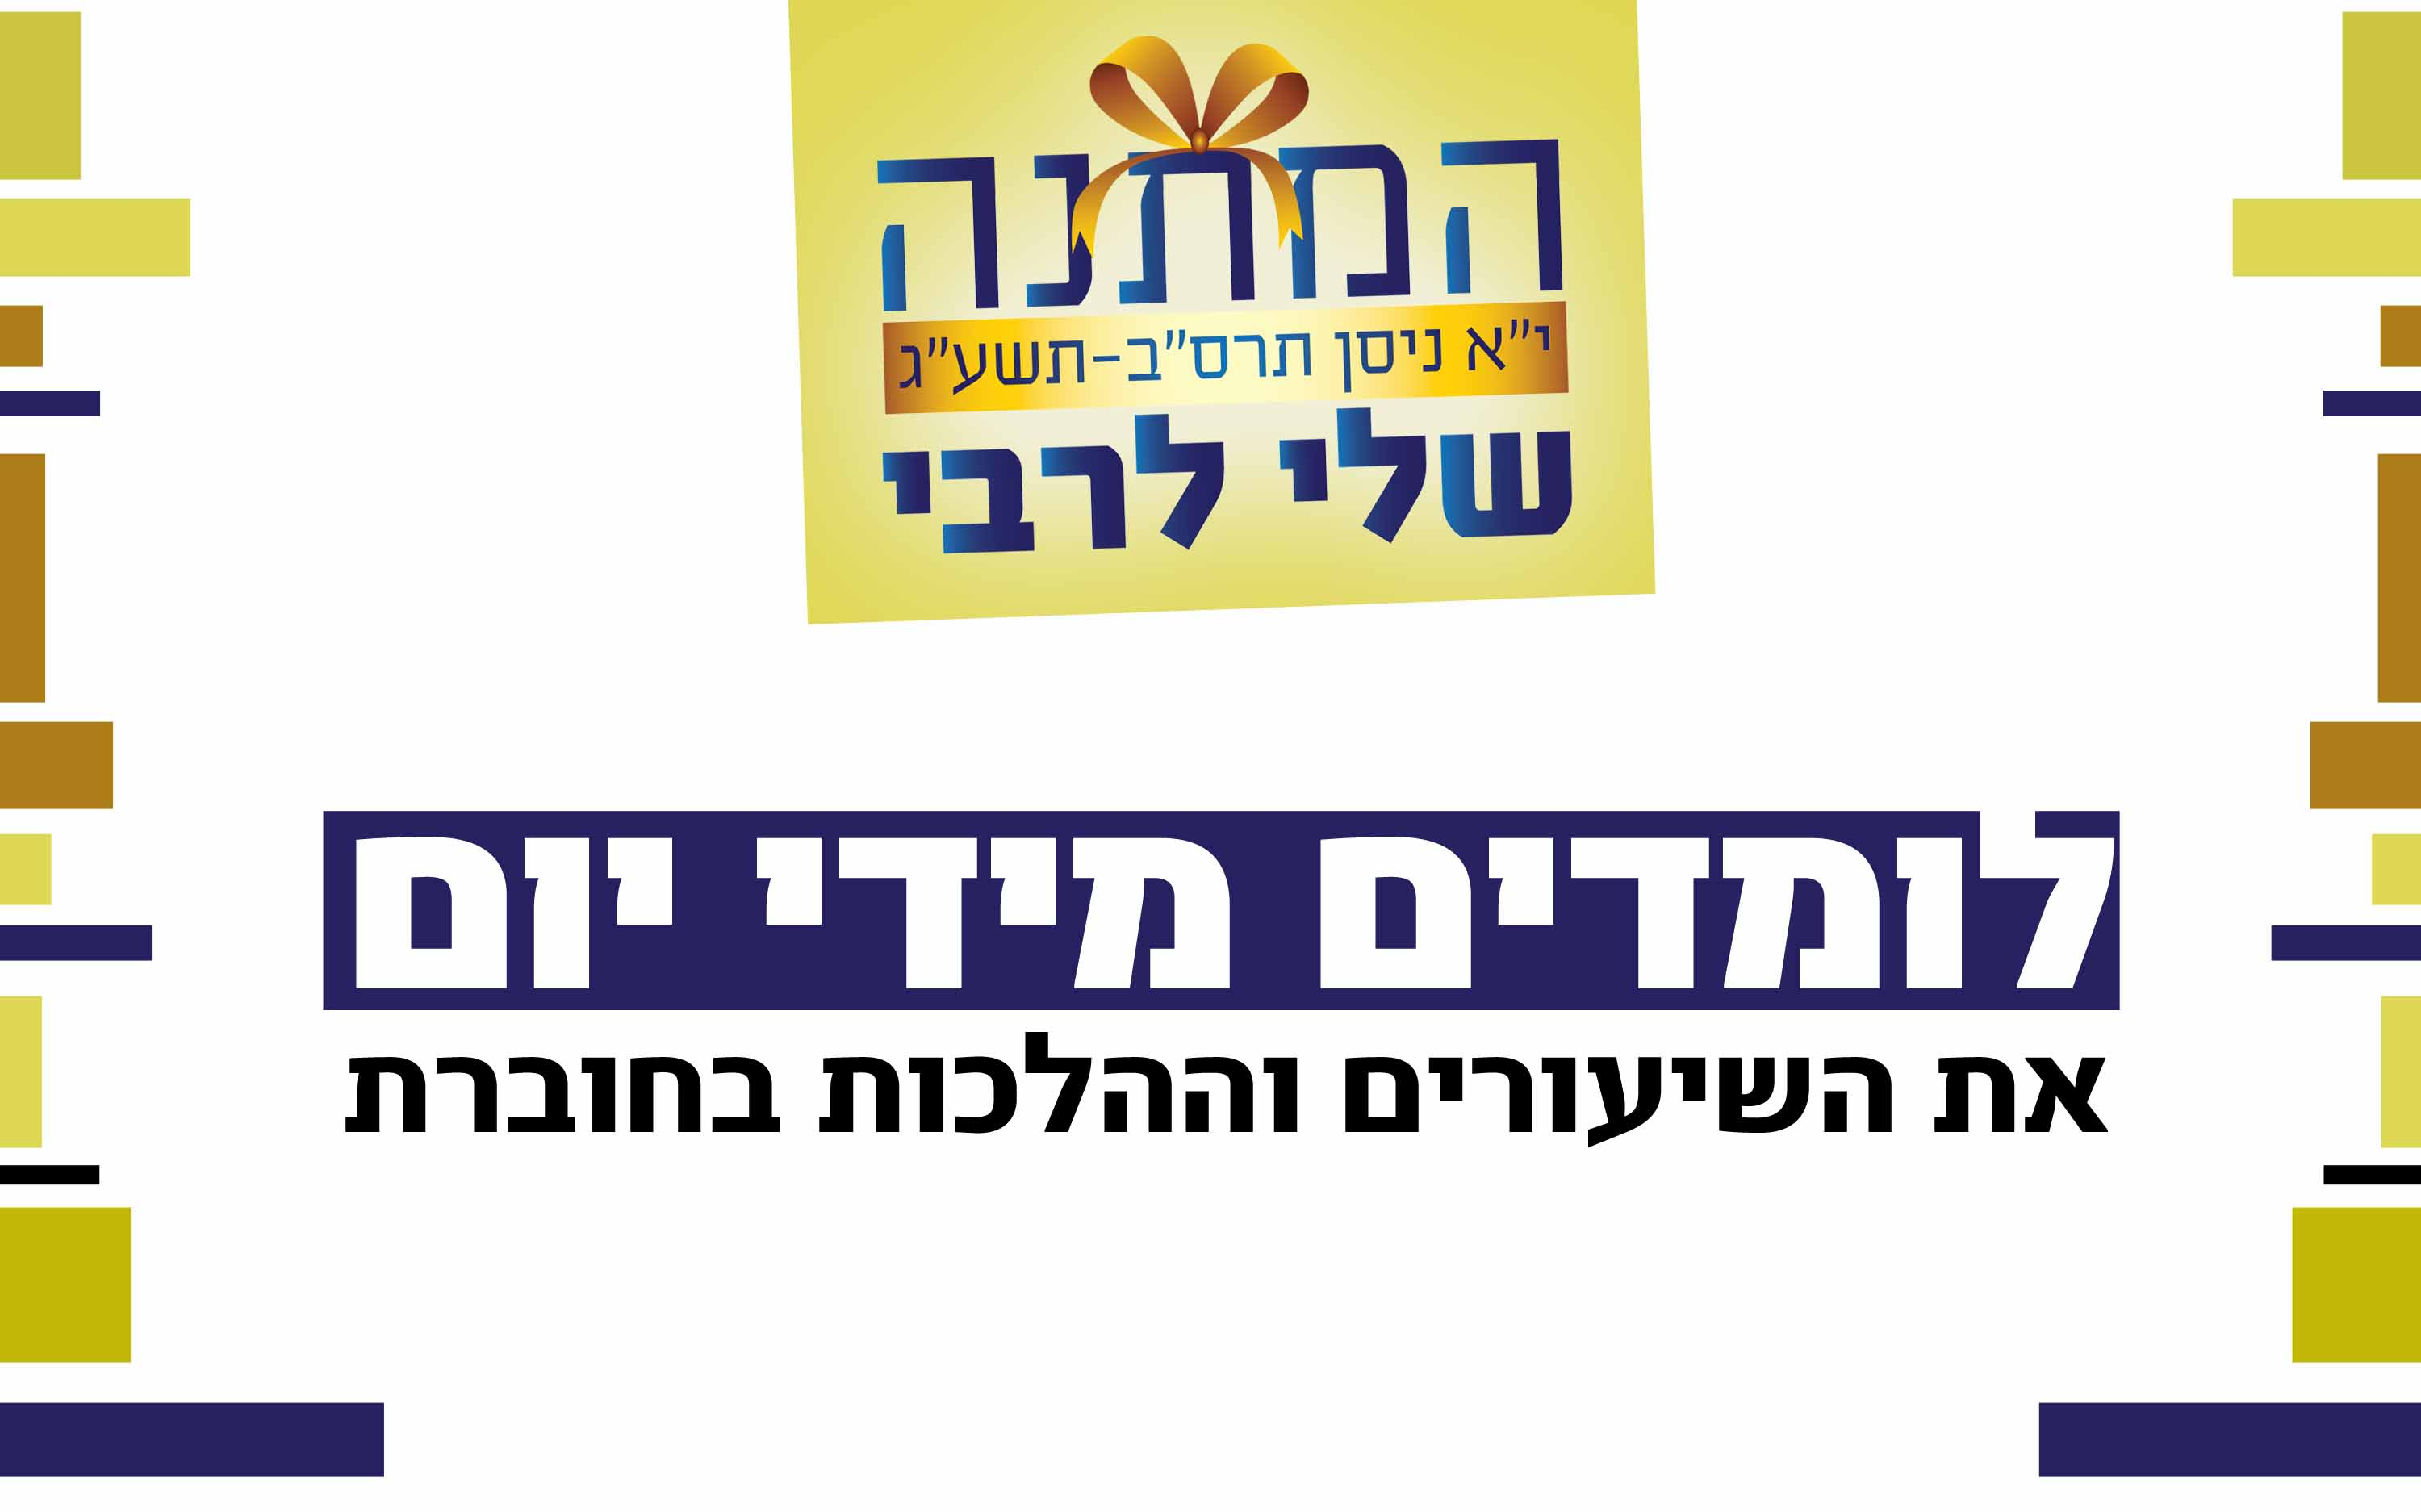 המתנה
י"א ניסן תרס"ב-תשע"ג
שלי לרבי
לומדים מידי יום
את השיעורים וההלכות בחוברת